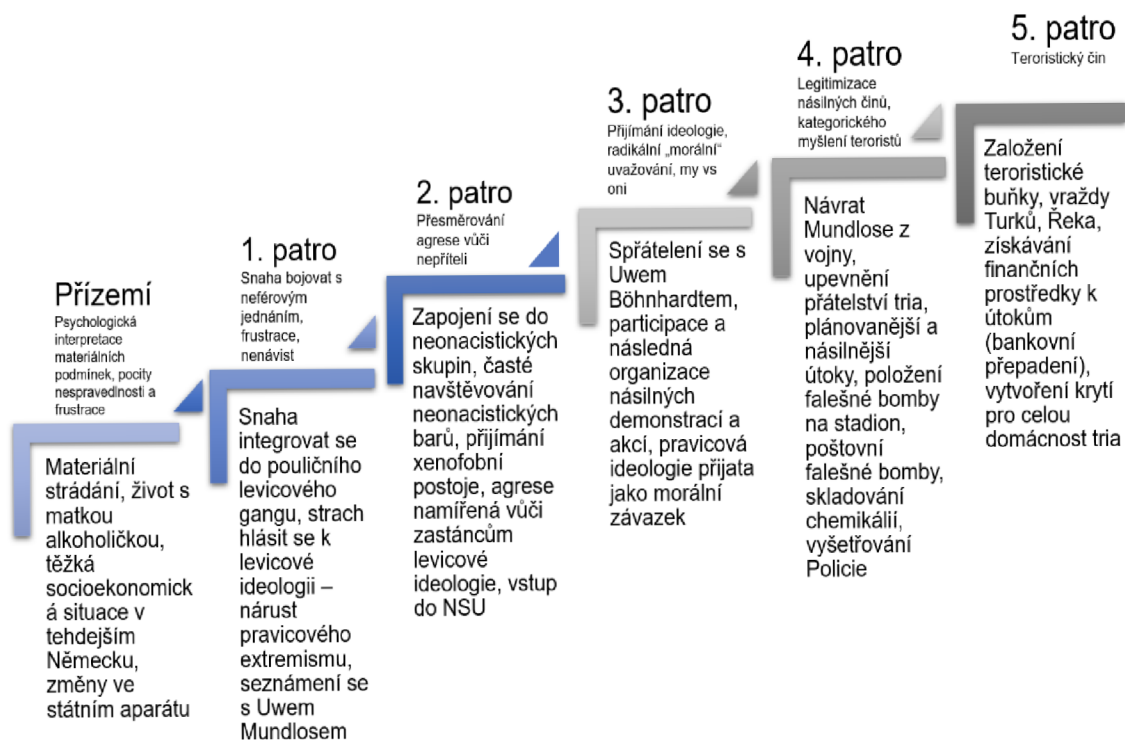 Přízemí
Psychologická
interpretace
materiálních
podmínek, pocity
nespravedlnosti a
frustrace
Materiální
strádání, život s
matkou
alkoholičkou,
těžká
socioekonomick
á situace v
tehdejším
Německu,
změny ve
státním aparátu
1. patro
Snaha bojovat s
neférovým
jednáním,
frustrace,
nenávist
Snaha
integrovat se
do pouličního
levicového
gangu, strach
hlásit se k
levicové
ideologii –
nárust
pravicového
extremismu,
seznámení se
s Uwem
Mundlosem
2. patro
Přesměrování
agrese vůči
nepříteli
Zapojení se do
neonacistických
skupin, časté
navštěvování
neonacistických
barů, přijímání
xenofobní
postoje, agrese
namířená vůči
zastáncům
levicové
ideologie, vstup
do NSU
3. patro
Přijímání ideologie,
radikální „morální“
uvažování, my vs
oni
Spřátelení se s
Uwem
Böhnhardtem,
participace a
následná
organizace
násilných
demonstrací a
akcí, pravicová
ideologie přijata
jako morální
závazek
4. patro
Legitimizace
násilných činů,
kategorického
myšlení teroristů
Návrat
Mundlose z
vojny,
upevnění
přátelství tria,
plánovanější a
násilnější
útoky, položení
falešné bomby
na stadion,
poštovní
falešné bomby,
skladování
chemikálií,
vyšetřování
Policie
5. patro
Teroristický čin
Založení
teroristické
buňky, vraždy
Turků, Řeka,
získávání
finančních
prostředky k
útokům
(bankovní
přepadení),
vytvoření krytí
pro celou
domácnost tria